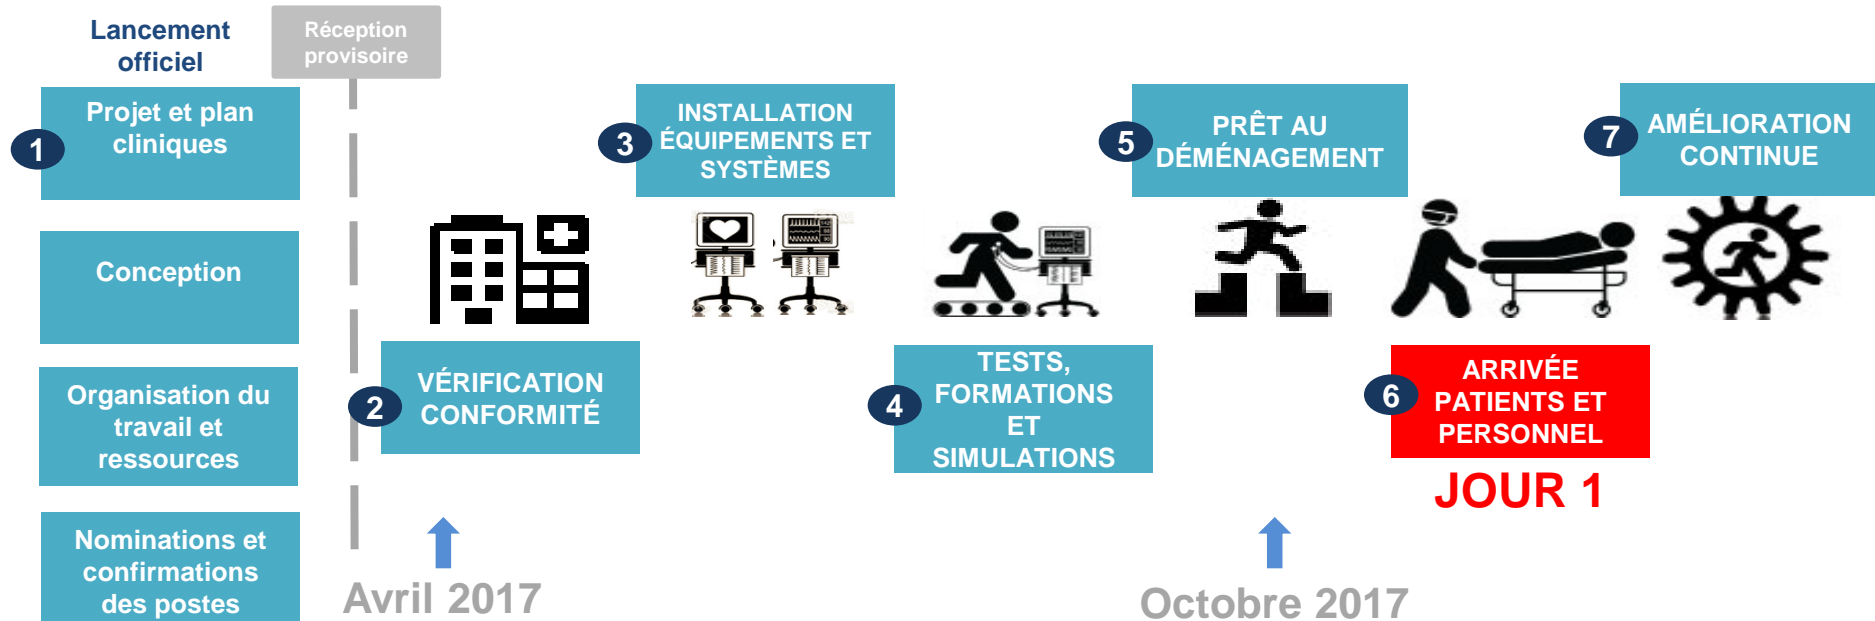 Lancement
officiel
Réception
provisoire
1
Projet et plan
cliniques
Conception
Organisation du
travail et
ressources
Nominations et
confirmations
des postes
2
VÉRIFICATION
CONFORMITÉ
3
INSTALLATION
ÉQUIPEMENTS ET
SYSTÈMES
4
TESTS,
FORMATIONS
ET
SIMULATIONS
5
PRÊT AU
DÉMÉNAGEMENT
6
ARRIVÉE
PATIENTS ET
PERSONNEL
JOUR 1
7
AMÉLIORATION
CONTINUE
Avril 2017
Octobre 2017